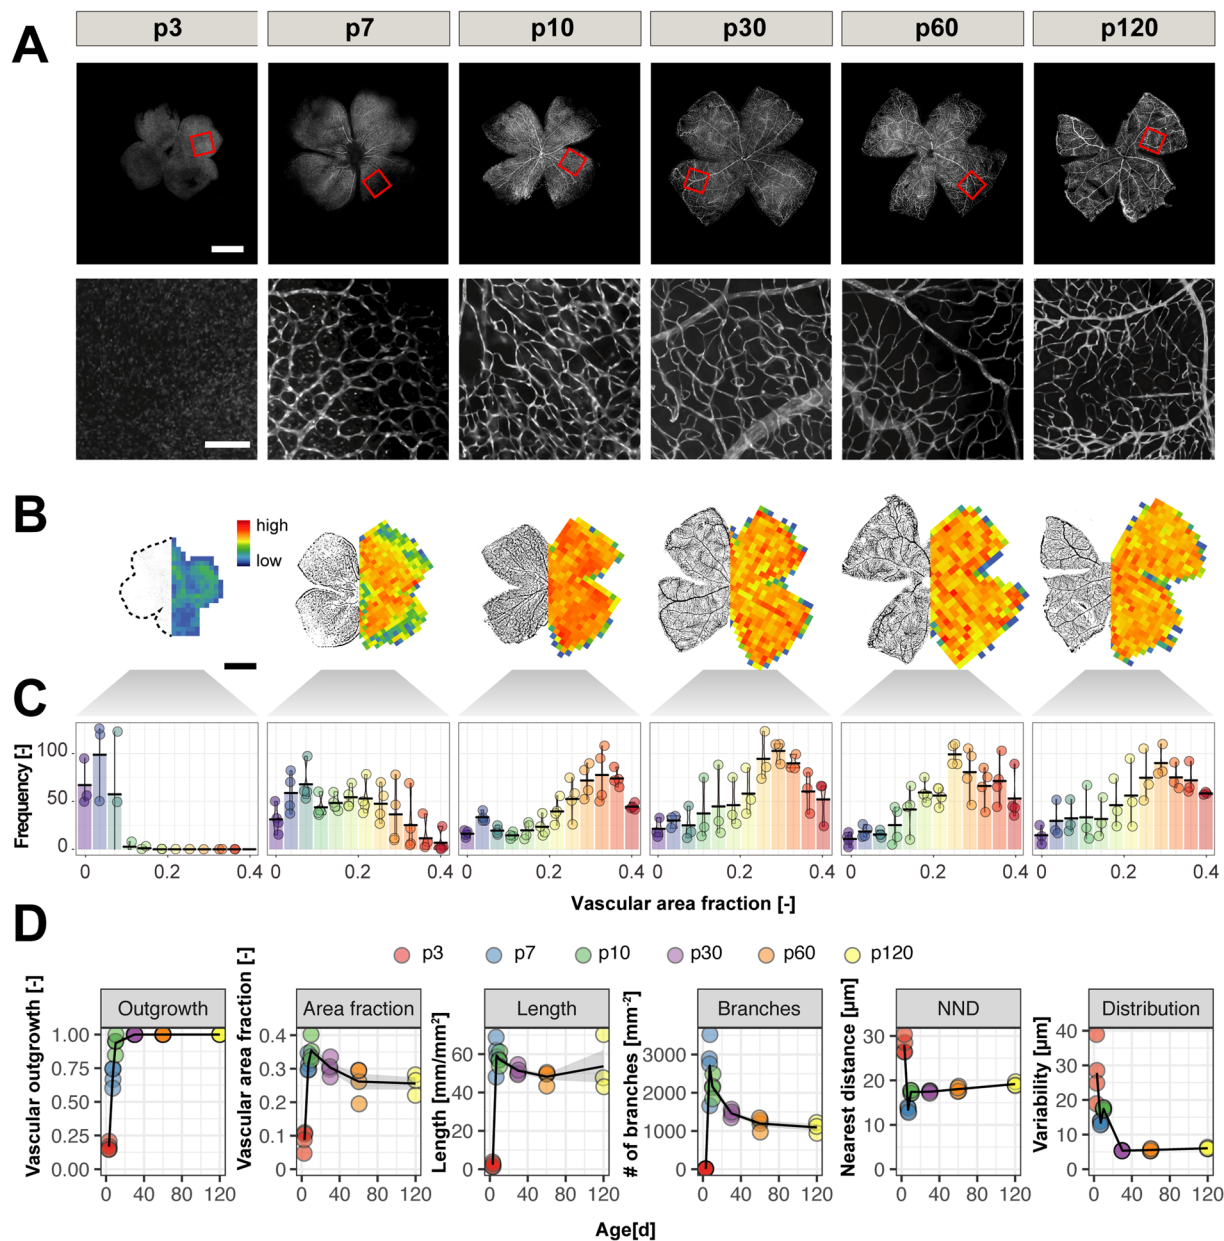 A
p3 p7 p10 p30 p60 p120
B
high
low
C
Frequency [-]
100
50
0
0 0.2 0.4 0 0.2 0.4 0 0.2 0.4 0 0.2 0.4 0 0.2 0.4 0 0.2 0.4
Vascular area fraction [-]
D
p3 p7 p10 p30 p60 p120
Outgrowth Area fraction Length Branches NND Distribution
Vascular outgrowth [-]
1.00
0.75
0.50
0.25
0.00
0 40 80 120
Vascular area fraction [-]
0.4
0.3
0.2
0.1
0
0 40 80 120
Length [mm/mm²]
60
40
20
0
0 40 80 120
# of branches [mm⁻²]
3000
2000
1000
0
0 40 80 120
Nearest distance [µm]
30
20
10
0
0 40 80 120
Variability [µm]
40
30
20
10
0
0 40 80 120
Age[d]